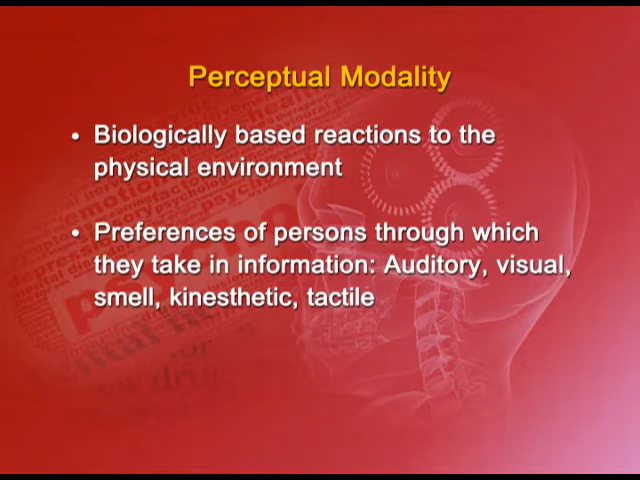 Perceptual Modality
• Biologically based reactions to the
physical environment
• Preferences of persons through which
they take in information: Auditory, visual,
smell, kinesthetic, tactile